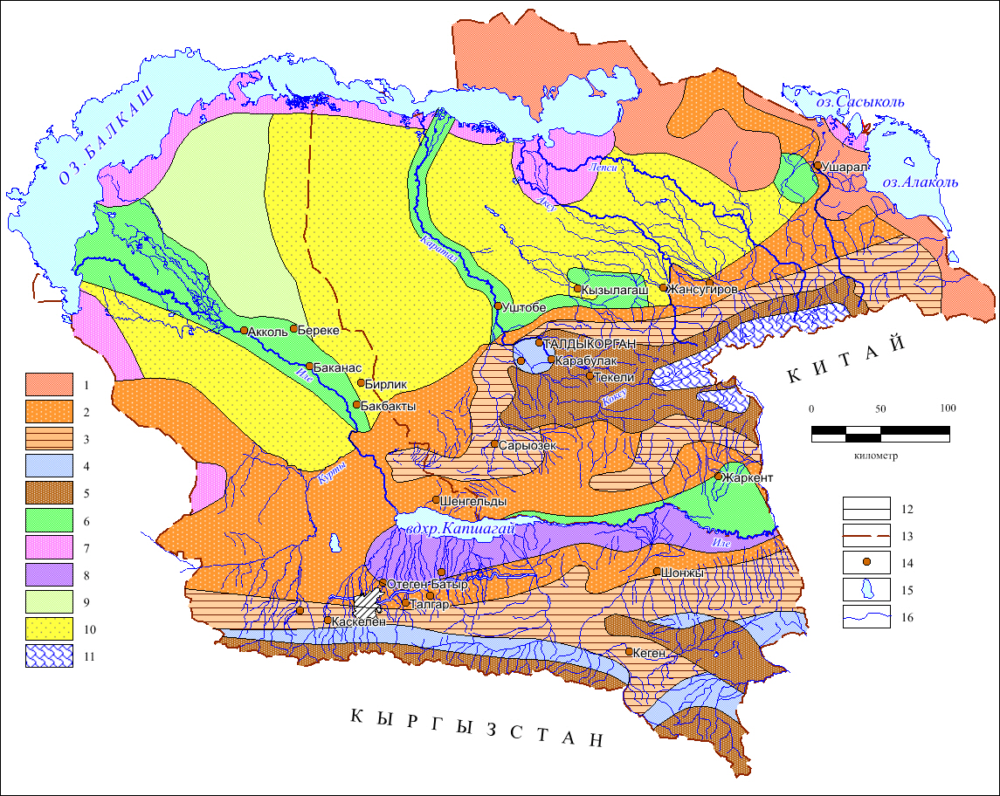 ОЗ. БАЛКАШ
оз.Сасыколь
Ушарал
оз.Алаколь
Лепси
Аксу
Каратал
Кызылагаш
Жансугиров
Уштобе
Акколь
Береке
ТАЛДЫКОРГАН
Карабулак
Текели
Баканас
Иле
Бирлик
Бакбакты
Коксу
КИТАЙ
0 50 100
километр
Сарыозек
Курты
Жаркент
Шенгельды
вдхр.Капшагай
Иле
Шонжы
Отеген Батыр
Талгар
Каскелен
Кеген
КЫРГЫЗСТАН
1
2
3
4
5
6
7
8
9
10
11
12
13
14
15
16